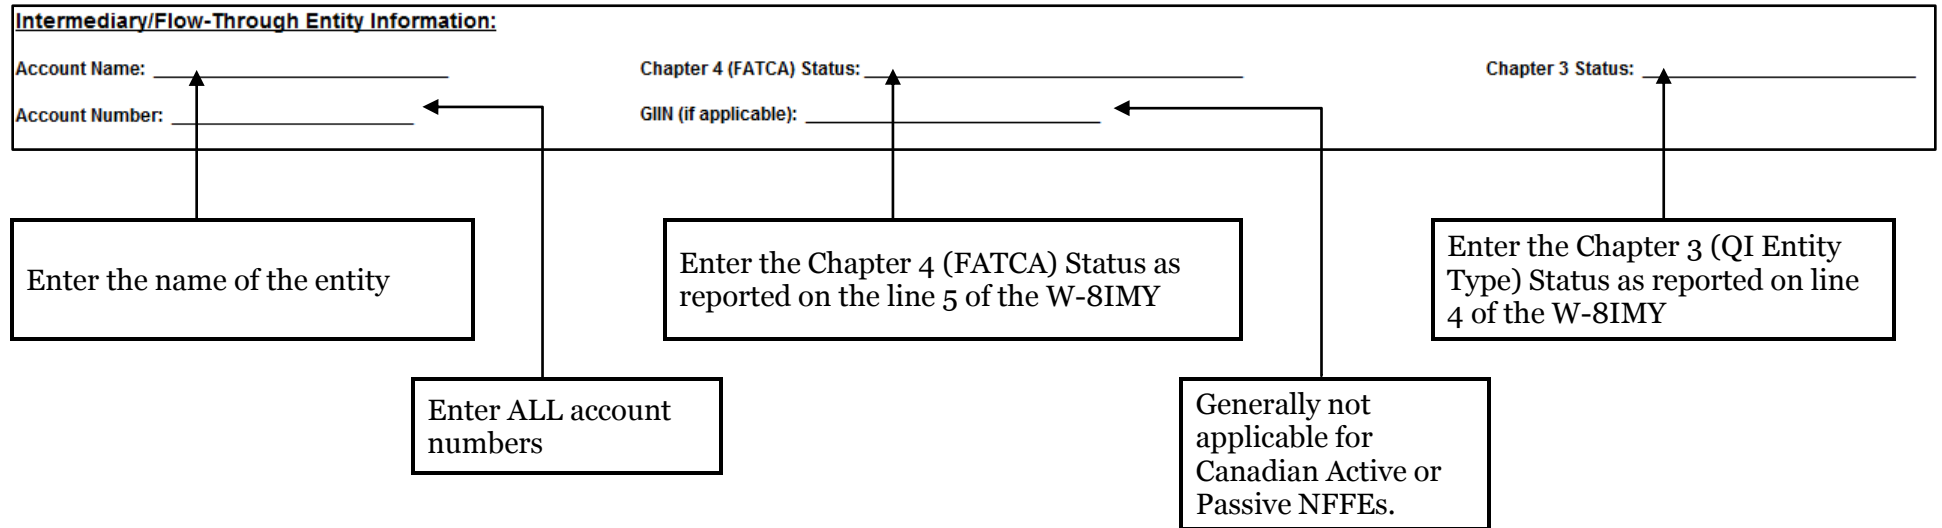 Intermediary/Flow-Through Entity Information:
Account Name:
Chapter 4 (FATCA) Status:
Chapter 3 Status:
Account Number:
GIIN (if applicable):
Enter the name of the entity
Enter the Chapter 4 (FATCA) Status as
reported on the line 5 of the W-8IMY
Enter the Chapter 3 (QI Entity
Type) Status as reported on line
4 of the W-8IMY
Enter ALL account
numbers
Generally not
applicable for
Canadian Active or
Passive NFFEs.